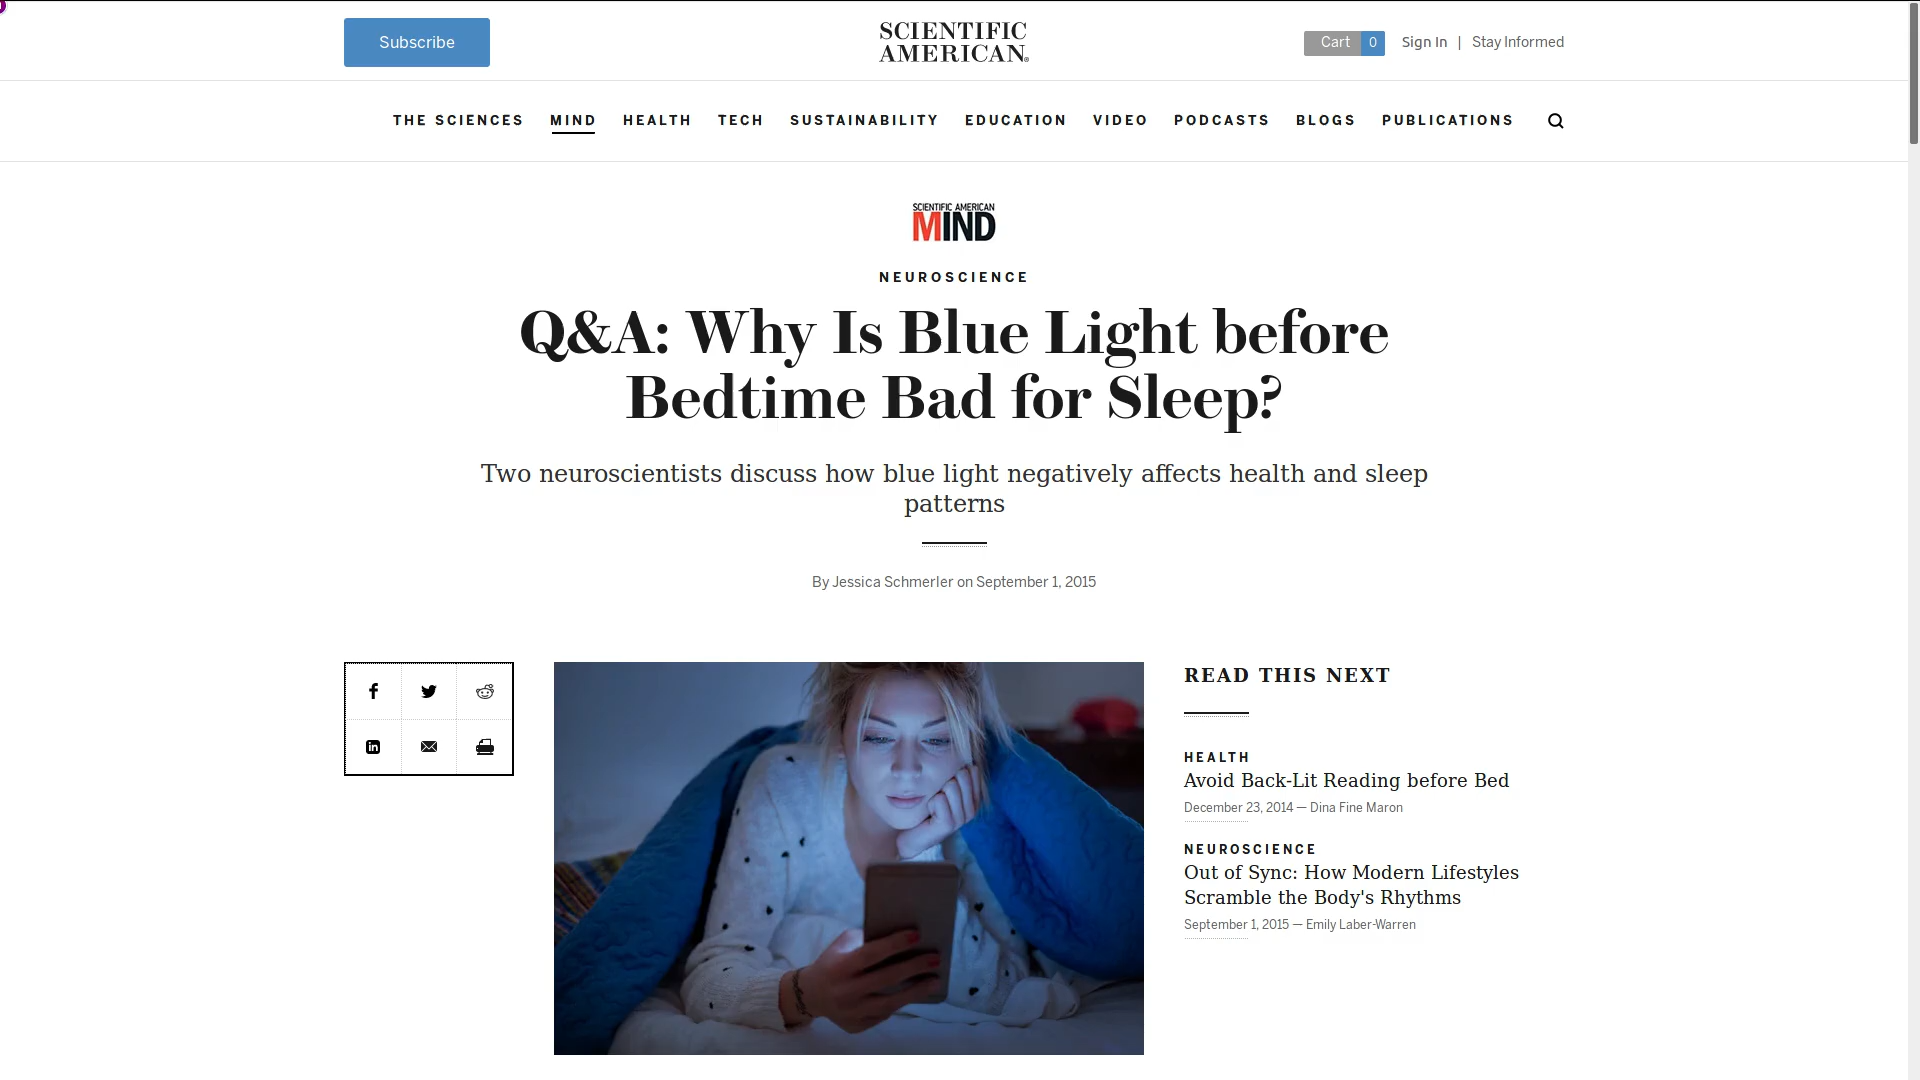 Subscribe
SCIENTIFIC
AMERICAN®
Cart 0
Sign In | Stay Informed
THE SCIENCES MIND HEALTH TECH SUSTAINABILITY EDUCATION VIDEO PODCASTS BLOGS PUBLICATIONS
SCIENTIFIC AMERICAN
MIND
NEUROSCIENCE
Q&A: Why Is Blue Light before
Bedtime Bad for Sleep?
Two neuroscientists discuss how blue light negatively affects health and sleep
patterns
By Jessica Schmerler on September 1, 2015
READ THIS NEXT
HEALTH
Avoid Back-Lit Reading before Bed
December 23, 2014 — Dina Fine Maron
NEUROSCIENCE
Out of Sync: How Modern Lifestyles
Scramble the Body's Rhythms
September 1, 2015 — Emily Laber-Warren